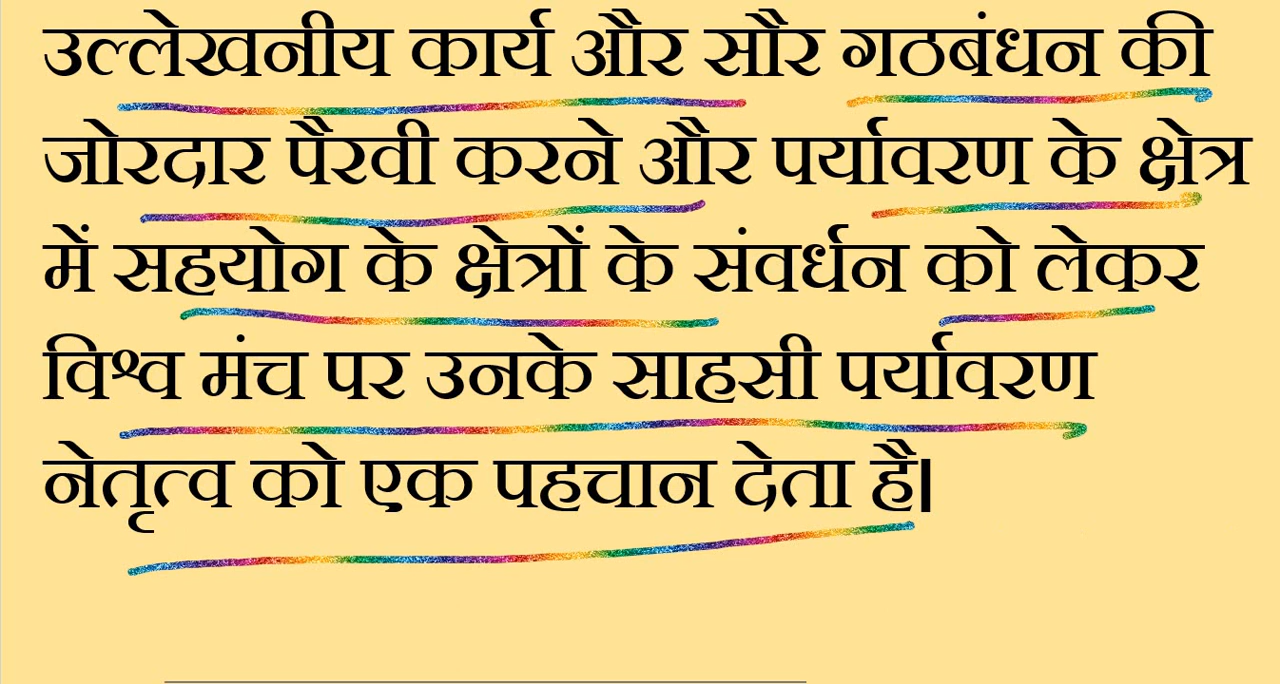 उल्लेखनीय कार्य और सौर गठबंधन की
जोरदार पैरवी करने और पर्यावरण के क्षेत्र
में सहयोग के क्षेत्रों के संवर्धन को लेकर
विश्व मंच पर उनके साहसी पर्यावरण
नेतृत्व को एक पहचान देता है।